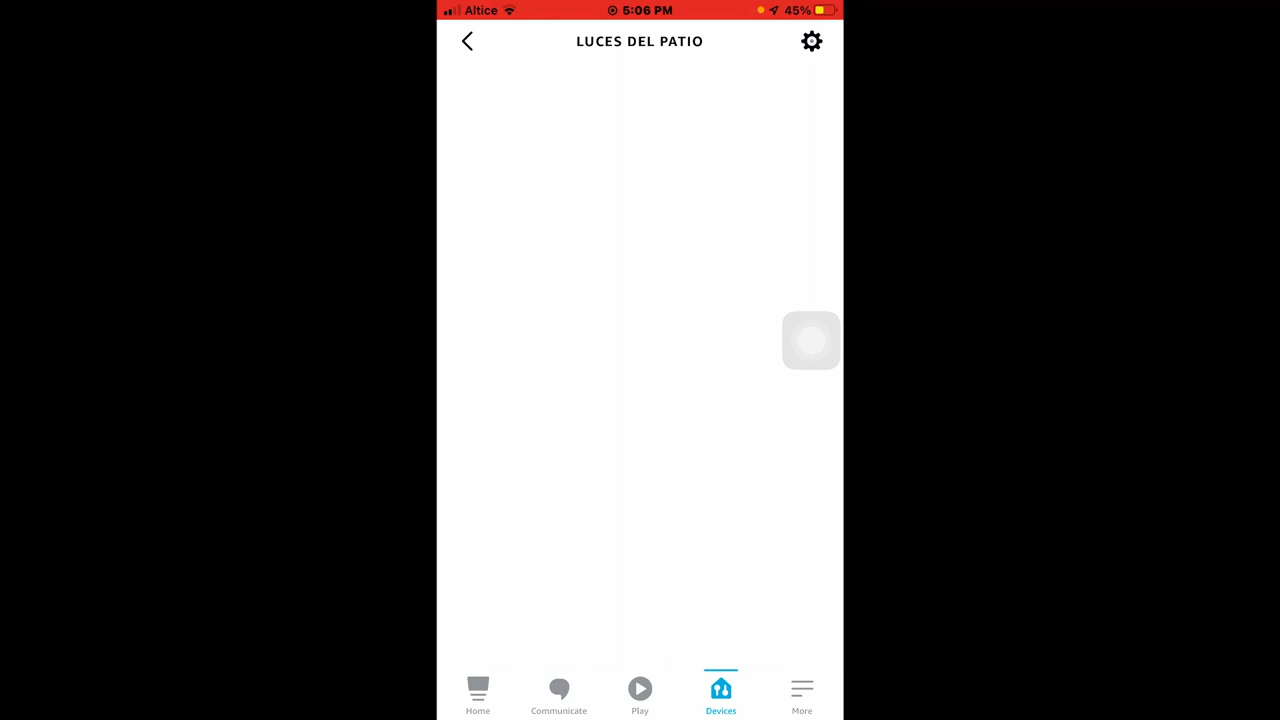 Altice 5:06 PM 45%
LUCES DEL PATIO
Home Communicate Play Devices More